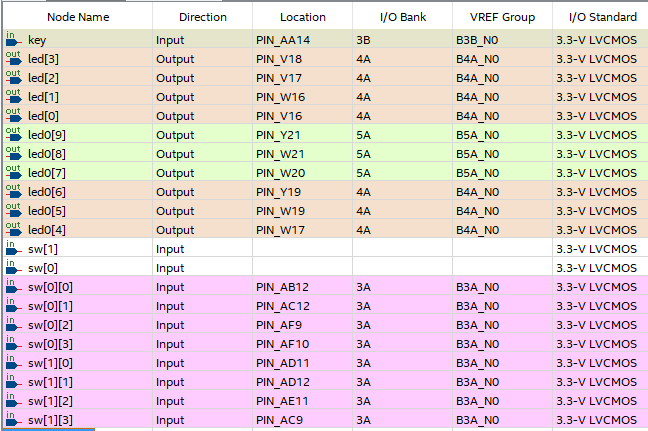 Node Name Direction Location I/O Bank VREF Group I/O Standard
in key Input PIN_AA14 3B B3B_N0 3.3-V LVCMOS
out led[3] Output PIN_V18 4A B4A_N0 3.3-V LVCMOS
out led[2] Output PIN_V17 4A B4A_N0 3.3-V LVCMOS
out led[1] Output PIN_W16 4A B4A_N0 3.3-V LVCMOS
out led[0] Output PIN_V16 4A B4A_N0 3.3-V LVCMOS
out led0[9] Output PIN_Y21 5A B5A_N0 3.3-V LVCMOS
out led0[8] Output PIN_W21 5A B5A_N0 3.3-V LVCMOS
out led0[7] Output PIN_W20 5A B5A_N0 3.3-V LVCMOS
out led0[6] Output PIN_Y19 4A B4A_N0 3.3-V LVCMOS
out led0[5] Output PIN_W19 4A B4A_N0 3.3-V LVCMOS
out led0[4] Output PIN_W17 4A B4A_N0 3.3-V LVCMOS
in sw[1] Input 3.3-V LVCMOS
in sw[0] Input 3.3-V LVCMOS
in sw[0][0] Input PIN_AB12 3A B3A_N0 3.3-V LVCMOS
in sw[0][1] Input PIN_AC12 3A B3A_N0 3.3-V LVCMOS
in sw[0][2] Input PIN_AF9 3A B3A_N0 3.3-V LVCMOS
in sw[0][3] Input PIN_AF10 3A B3A_N0 3.3-V LVCMOS
in sw[1][0] Input PIN_AD11 3A B3A_N0 3.3-V LVCMOS
in sw[1][1] Input PIN_AD12 3A B3A_N0 3.3-V LVCMOS
in sw[1][2] Input PIN_AE11 3A B3A_N0 3.3-V LVCMOS
in sw[1][3] Input PIN_AC9 3A B3A_N0 3.3-V LVCMOS